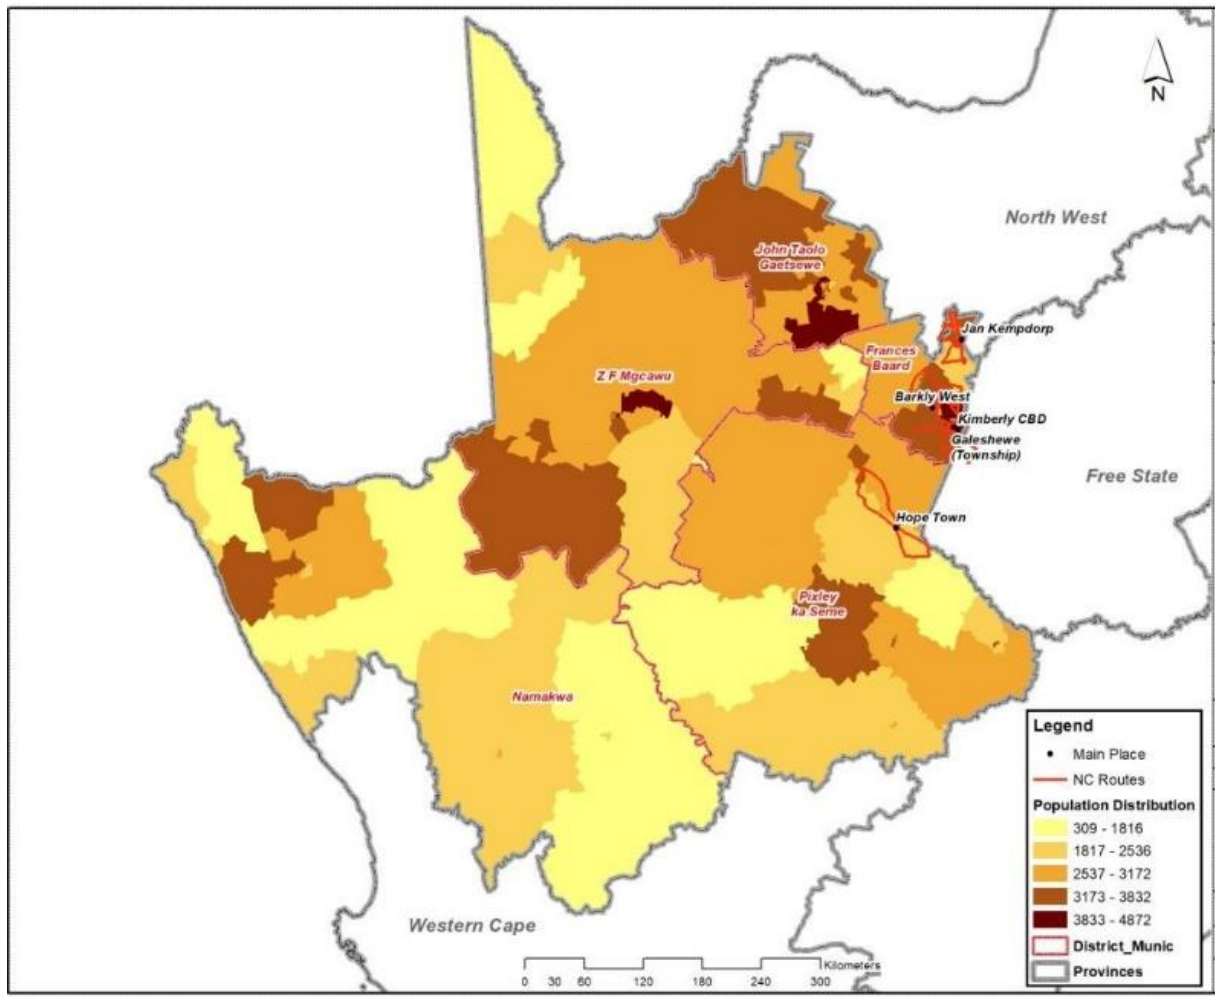 N
North West
John Taolo
Gaetsewe
Jan Kempdorp
Frances
Baard
Z F Mgcawu
Barkly West
Kimberly CBD
Galeshewe
(Township)
Free State
Hope Town
Pixley
ka Seme
Namakwa
Western Cape
Legend
Main Place
NC Routes
Population Distribution
309 - 1816
1817 - 2536
2537 - 3172
3173 - 3832
3833 - 4872
District_Munic
Provinces
Kilometers
0 30 60 120 180 240 300